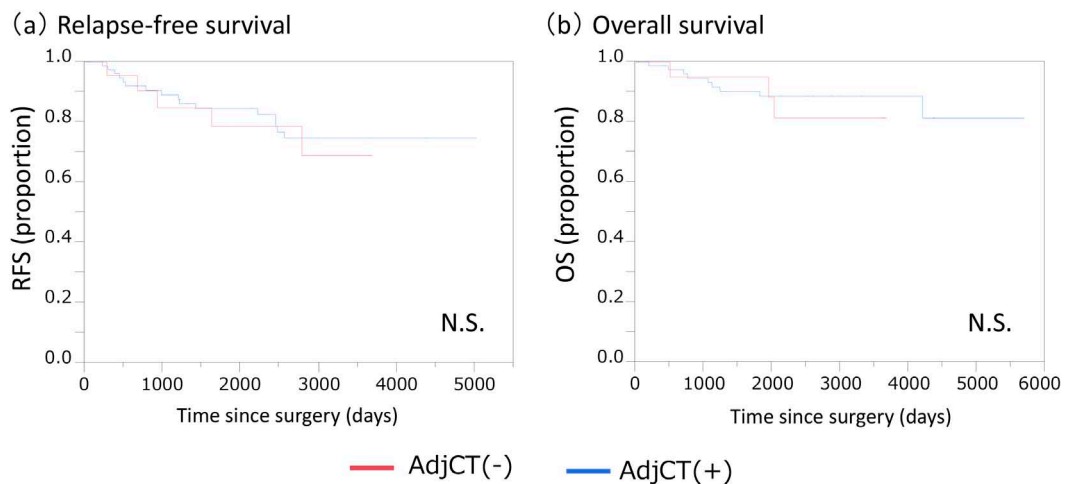 (a) Relapse-free survival
RFS (proportion)
1.0
0.8
0.6
0.4
0.2
0.0
N.S.
0 1000 2000 3000 4000 5000
Time since surgery (days)
(b) Overall survival
OS (proportion)
1.0
0.8
0.6
0.4
0.2
0.0
N.S.
0 1000 2000 3000 4000 5000 6000
Time since surgery (days)
AdjCT(-) AdjCT(+)